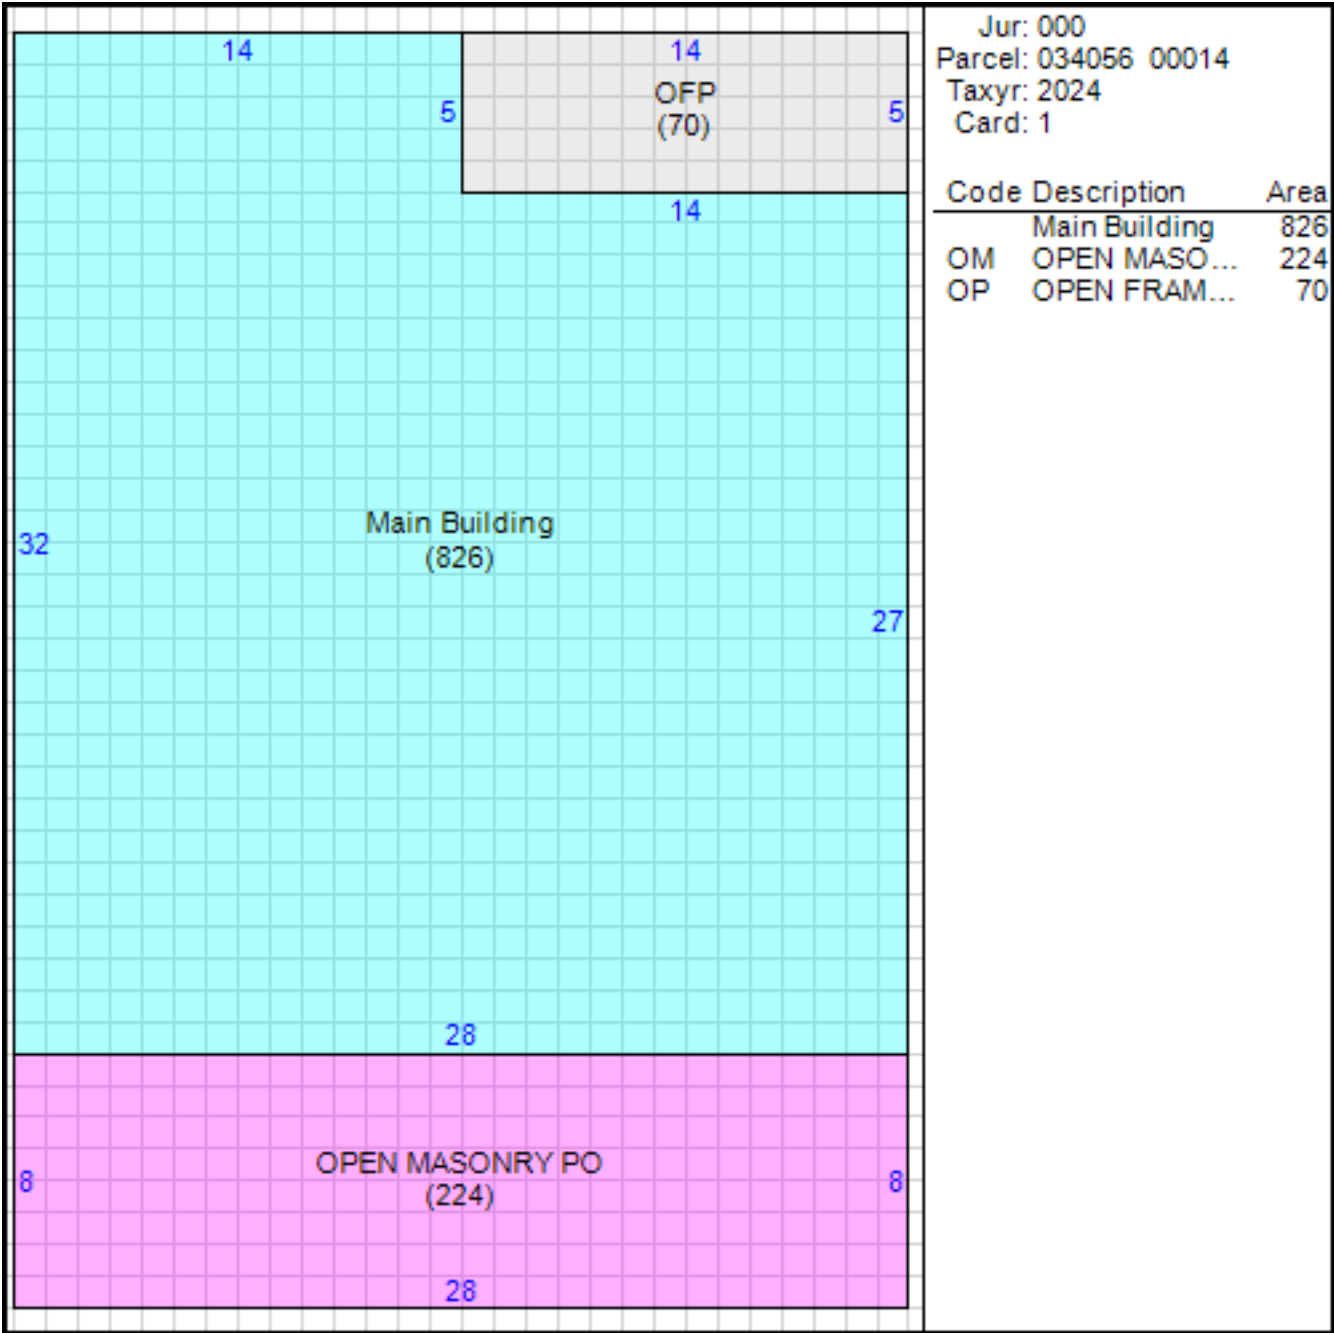 14
14
OFP
(70)
5
5
14
Main Building
(826)
32
27
28
OPEN MASONRY PO
(224)
8
8
28
Jur: 000
Parcel: 034056 00014
Taxyr: 2024
Card: 1
Code Description Area
Main Building 826
OM OPEN MASO... 224
OP OPEN FRAM... 70